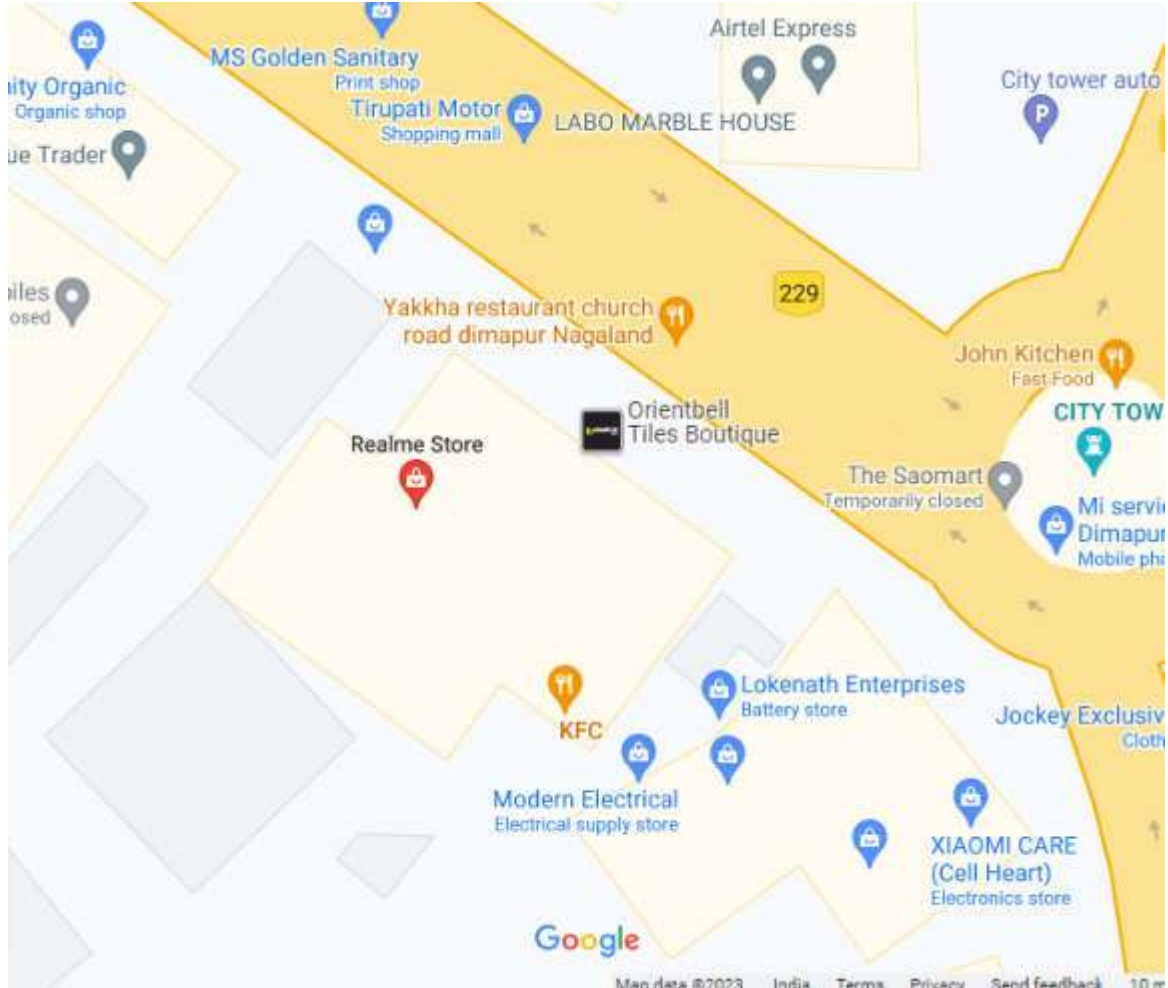 MS Golden Sanitary
Print shop
Airtel Express
City tower auto
ity Organic
Organic shop
Tirupati Motor
Shopping mall
LABO MARBLE HOUSE
P
ue Trader
229
iles
osed
Yakkha restaurant church
road dimapur Nagaland
John Kitchen
Fast Food
CITY TOW
Orientbell
Tiles Boutique
Realme Store
The Saomart
Temporarily closed
Mi servi
Dimapur
Mobile pha
Lokenath Enterprises
Battery store
KFC
Jockey Exclusiv
Cloth
Modern Electrical
Electrical supply store
XIAOMI CARE
(Cell Heart)
Electronics store
Google
Map data ©2023 India Terms Privacy Send feedback 10 m